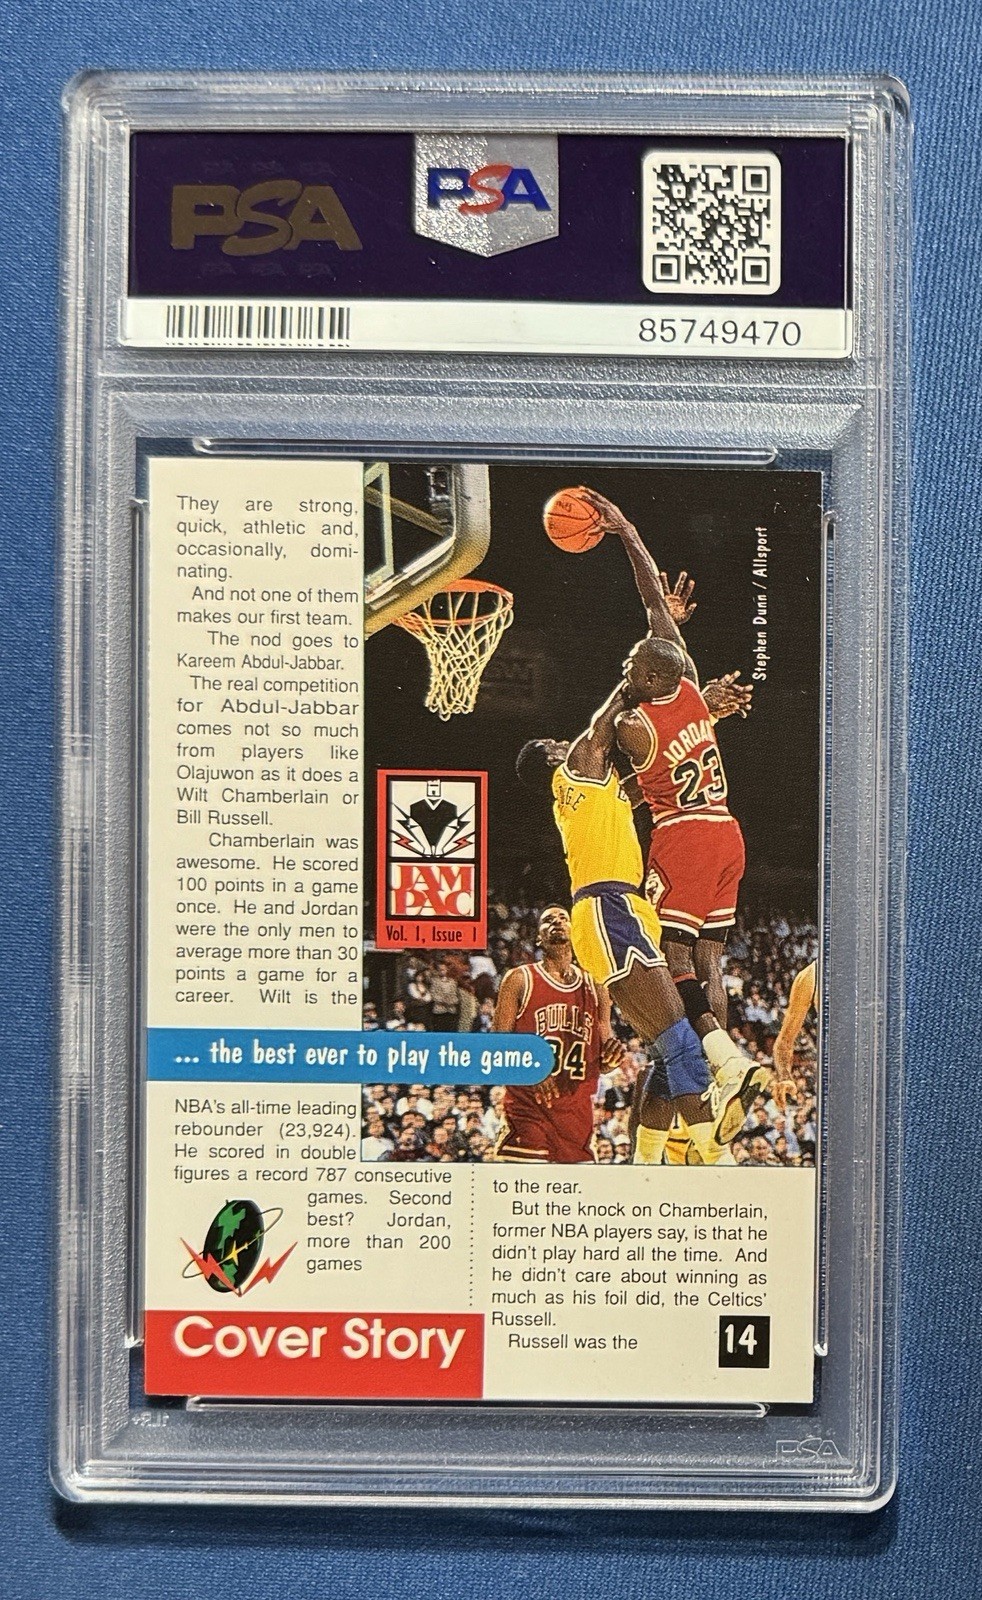 PSA
PSA
85749470
They are strong,
quick, athletic and,
occasionally, domi-
nating.
And not one of them
makes our first team.
The nod goes to
Kareem Abdul-Jabbar.
The real competition
for Abdul-Jabbar
comes not so much
from players like
Olajuwon as it does a
Wilt Chamberlain or
Bill Russell.
Chamberlain was
awesome. He scored
100 points in a game
once. He and Jordan
were the only men to
average more than 30
points a game for a
career. Wilt is the
Stephen Dunn / Allsport
JORDAN
23
JAM
PAC
Vol. 1, Issue 1
BULLS
34
... the best ever to play the game.
NBA's all-time leading
rebounder (23,924).
He scored in double
figures a record 787 consecutive
games. Second
best? Jordan,
more than 200
games
to the rear.
But the knock on Chamberlain,
former NBA players say, is that he
didn't play hard all the time. And
he didn't care about winning as
much as his foil did, the Celtics'
Russell.
Russell was the
Cover Story
14
PSA